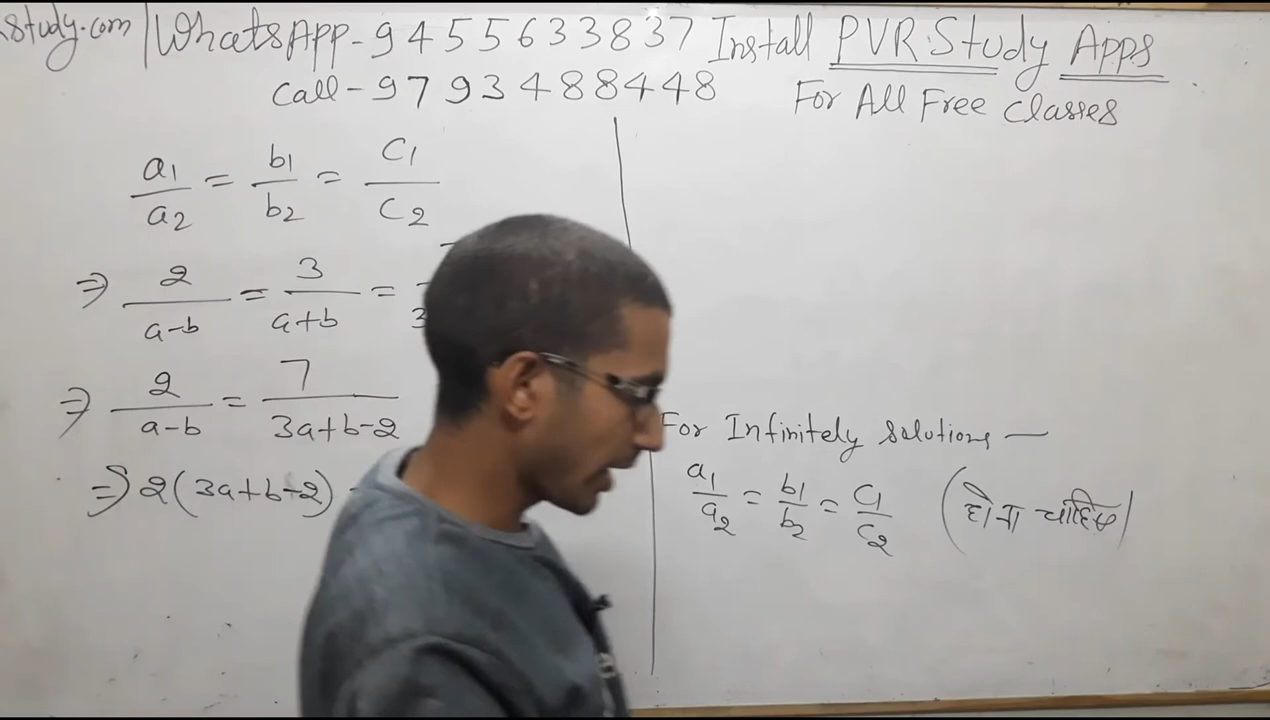 study.com | WhatsApp-9455633837 Install PVR Study Apps
Call-9793488448 For All Free Classes
a1/a2 = b1/b2 = C1/C2
⇒ 2/(a-b) = 3/(a+b) =
⇒ 2/(a-b) = 7/(3a+b-2)
⇒ 2(3a+b-2)
For Infinitely Solutions —
a1/a2 = b1/b2 = C1/C2 (होना चाहिए)